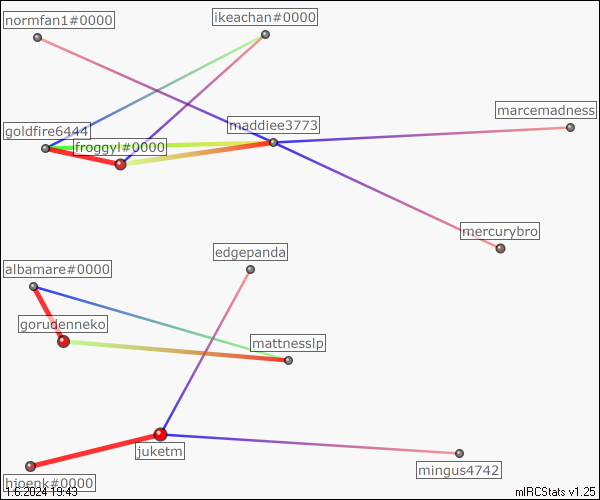 normfan1#0000
ikeachan#0000
marcemadness
maddiee3773
goldfire6444
froggyl#0000
mercurybro
edgepanda
albamare#0000
gorudenneko
mattnesslp
juketm
mingus4742
hjoenk#0000
1.6.2024 19:43
mIRCStats v1.25